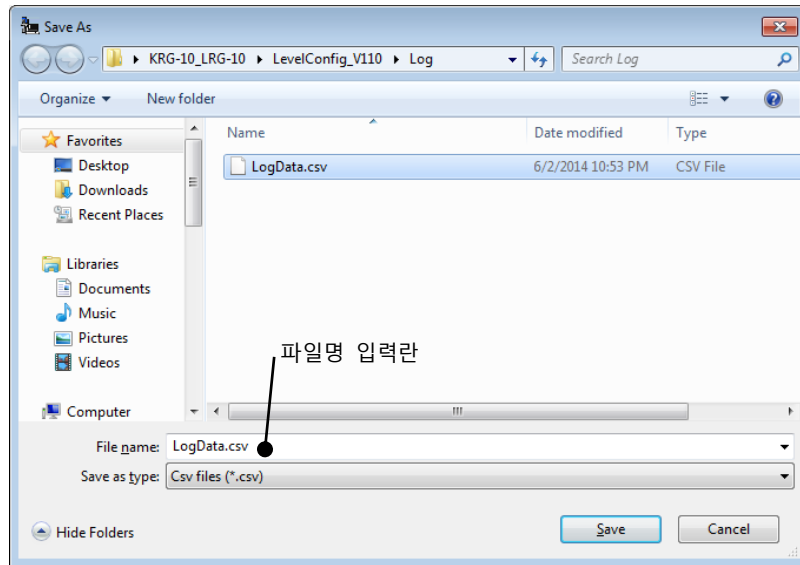 Save As
KRG-10_LRG-10 LevelConfig_V110 Log Search Log
Organize New folder
Favorites
Desktop
Downloads
Recent Places
Libraries
Documents
Music
Pictures
Videos
Computer
Name Date modified Type
LogData.csv 6/2/2014 10:53 PM CSV File
파일명 입력란
File name: LogData.csv
Save as type: Csv files (*.csv)
Hide Folders Save Cancel